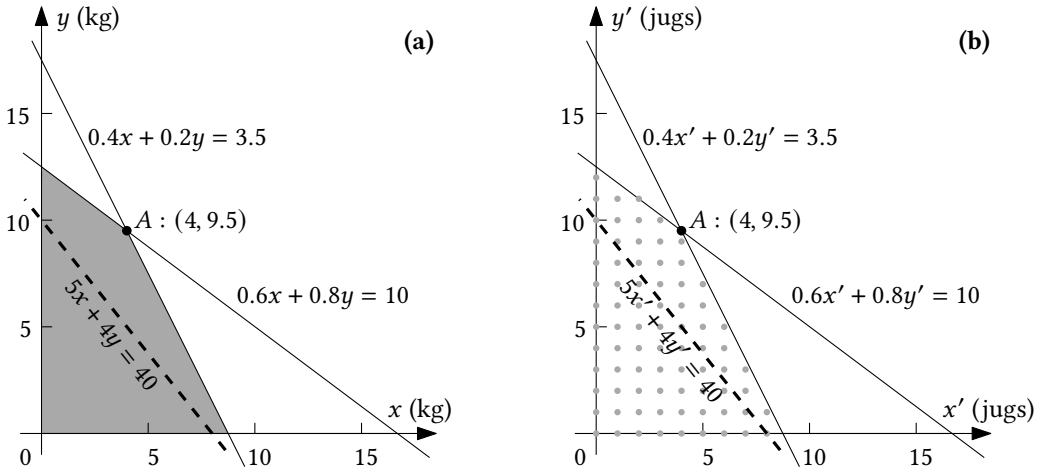 y (kg)
(a)
15
0.4x + 0.2y = 3.5
10
A : (4, 9.5)
5x + 4y = 40
0.6x + 0.8y = 10
5
x (kg)
0
5
10
15
y′ (jugs)
(b)
15
0.4x′ + 0.2y′ = 3.5
10
A : (4, 9.5)
5x′ + 4y′ = 40
0.6x′ + 0.8y′ = 10
5
x′ (jugs)
0
5
10
15